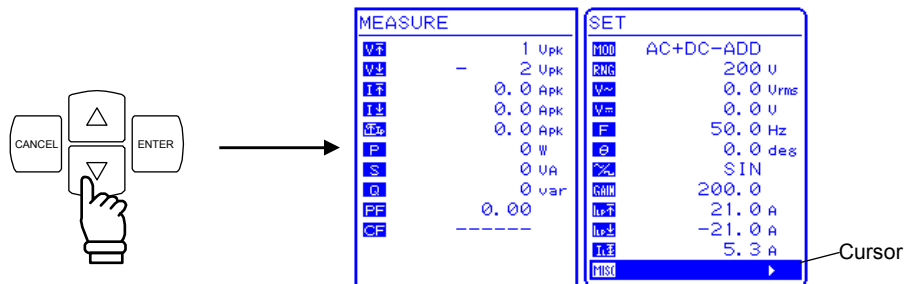 CANCEL
ENTER
MEASURE
1 Vpk
- 2 Vpk
0.0 Apk
0.0 Apk
0.0 Apk
P 0 W
S 0 VA
Q 0 var
PF 0.00
CF ------
SET
MOD AC+DC-ADD
RNG 200 V
V~ 0.0 Vrms
V⎓ 0.0 V
F 50.0 Hz
θ 0.0 deg
SIN
GAIN 200.0
21.0 A
-21.0 A
5.3 A
MISC
Cursor